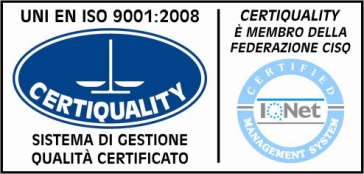 UNI EN ISO 9001:2008
CERTIQUALITY
SISTEMA DI GESTIONE
QUALITÀ CERTIFICATO
CERTIQUALITY
È MEMBRO DELLA
FEDERAZIONE CISQ
CERTIFIED
IQNet
MANAGEMENT SYSTEM